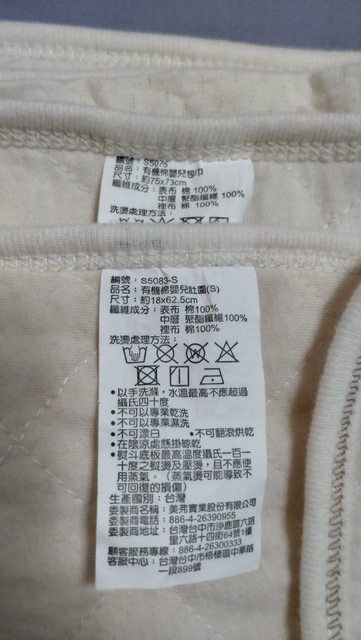 編號：S5075
品名：有機棉嬰兒包巾
尺寸：約75x73cm
纖維成分：表布 棉100%
中層 聚酯纖維100%
裡布 棉100%
洗燙處理方法：
編號：S5083-S
品名：有機棉嬰兒肚圍(S)
尺寸：約18x62.5cm
纖維成分：表布 棉100%
中層 聚酯纖維100%
裡布 棉100%
洗燙處理方法：
•以手洗滌，水溫最高不應超過
攝氏四十度
•不可以專業乾洗
•不可以專業濕洗
•不可漂白 •不可翻滾烘乾
•在陰涼處懸掛晾乾
•熨斗底板最高溫度攝氏一百一
十度之熨燙及壓燙，且不應使
用蒸氣。（蒸氣燙可能導致不
可回復的損傷）
生產國別：台灣
委製商名稱：美弗實業股份有限公司
委製商電話：886-4-26390955
委製商地址：台灣台中市沙鹿區六路
里六路十四街64號1樓
顧客服務專線：886-4-26300333
客服中心：台灣台中市梧棲區中華路
一段899號